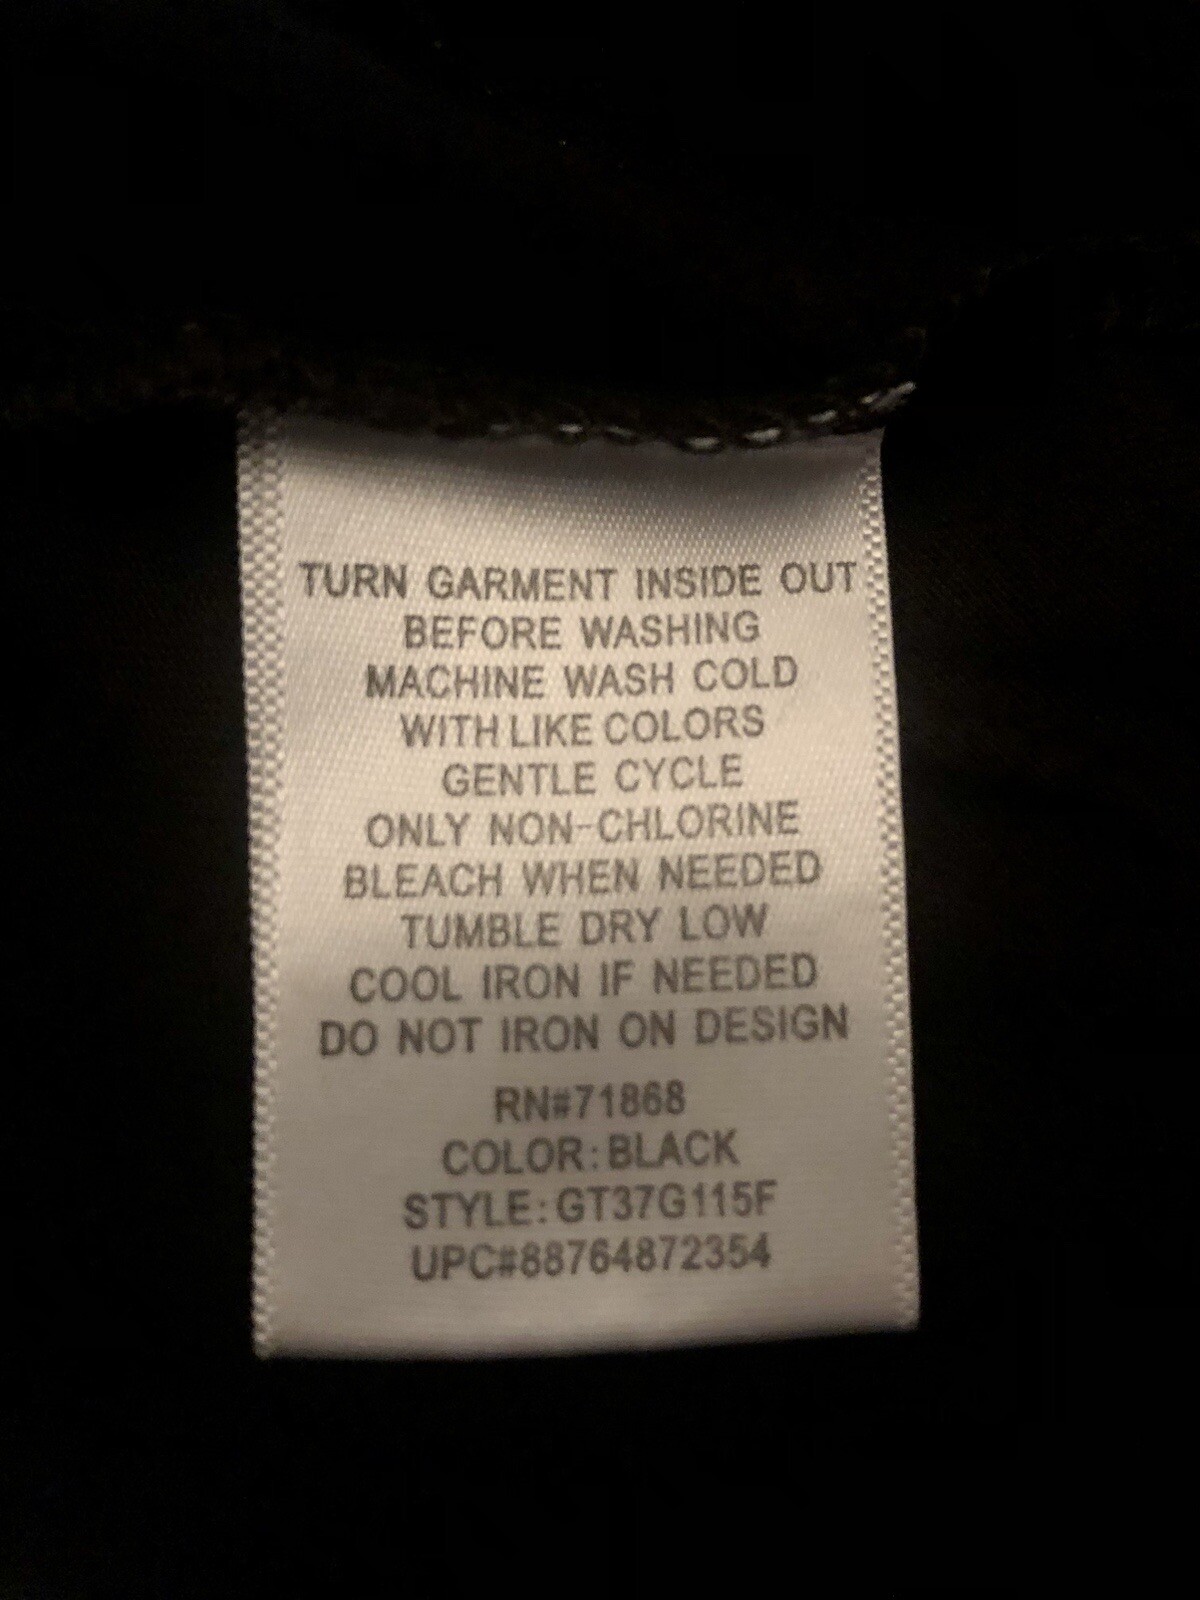 TURN GARMENT INSIDE OUT
BEFORE WASHING
MACHINE WASH COLD
WITH LIKE COLORS
GENTLE CYCLE
ONLY NON-CHLORINE
BLEACH WHEN NEEDED
TUMBLE DRY LOW
COOL IRON IF NEEDED
DO NOT IRON ON DESIGN
RN#71868
COLOR:BLACK
STYLE:GT37G115F
UPC#88764872354